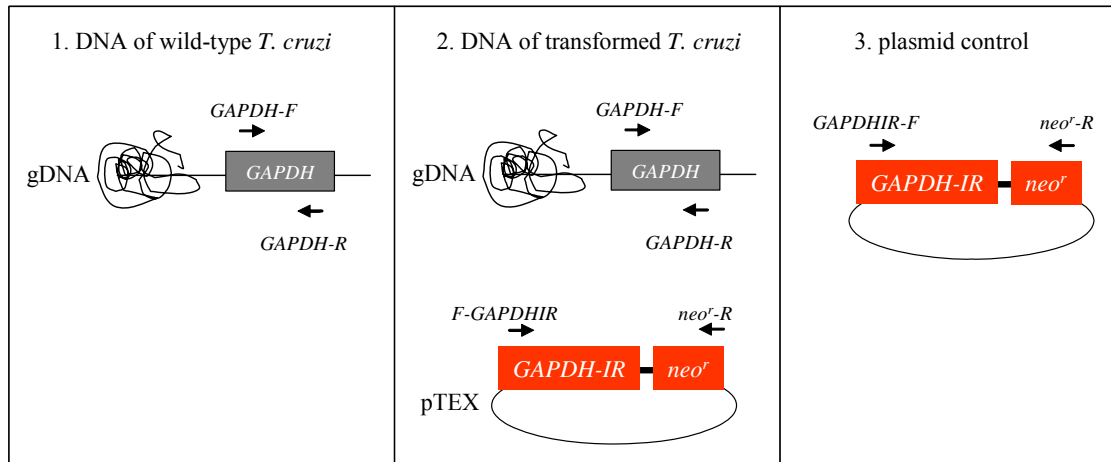 1. DNA of wild-type T. cruzi
GAPDH-F
gDNA
GAPDH
GAPDH-R
2. DNA of transformed T. cruzi
GAPDH-F
gDNA
GAPDH
GAPDH-R
F-GAPDHIR
neoʳ-R
GAPDH-IR
neoʳ
pTEX
3. plasmid control
GAPDHIR-F
neoʳ-R
GAPDH-IR
neoʳ